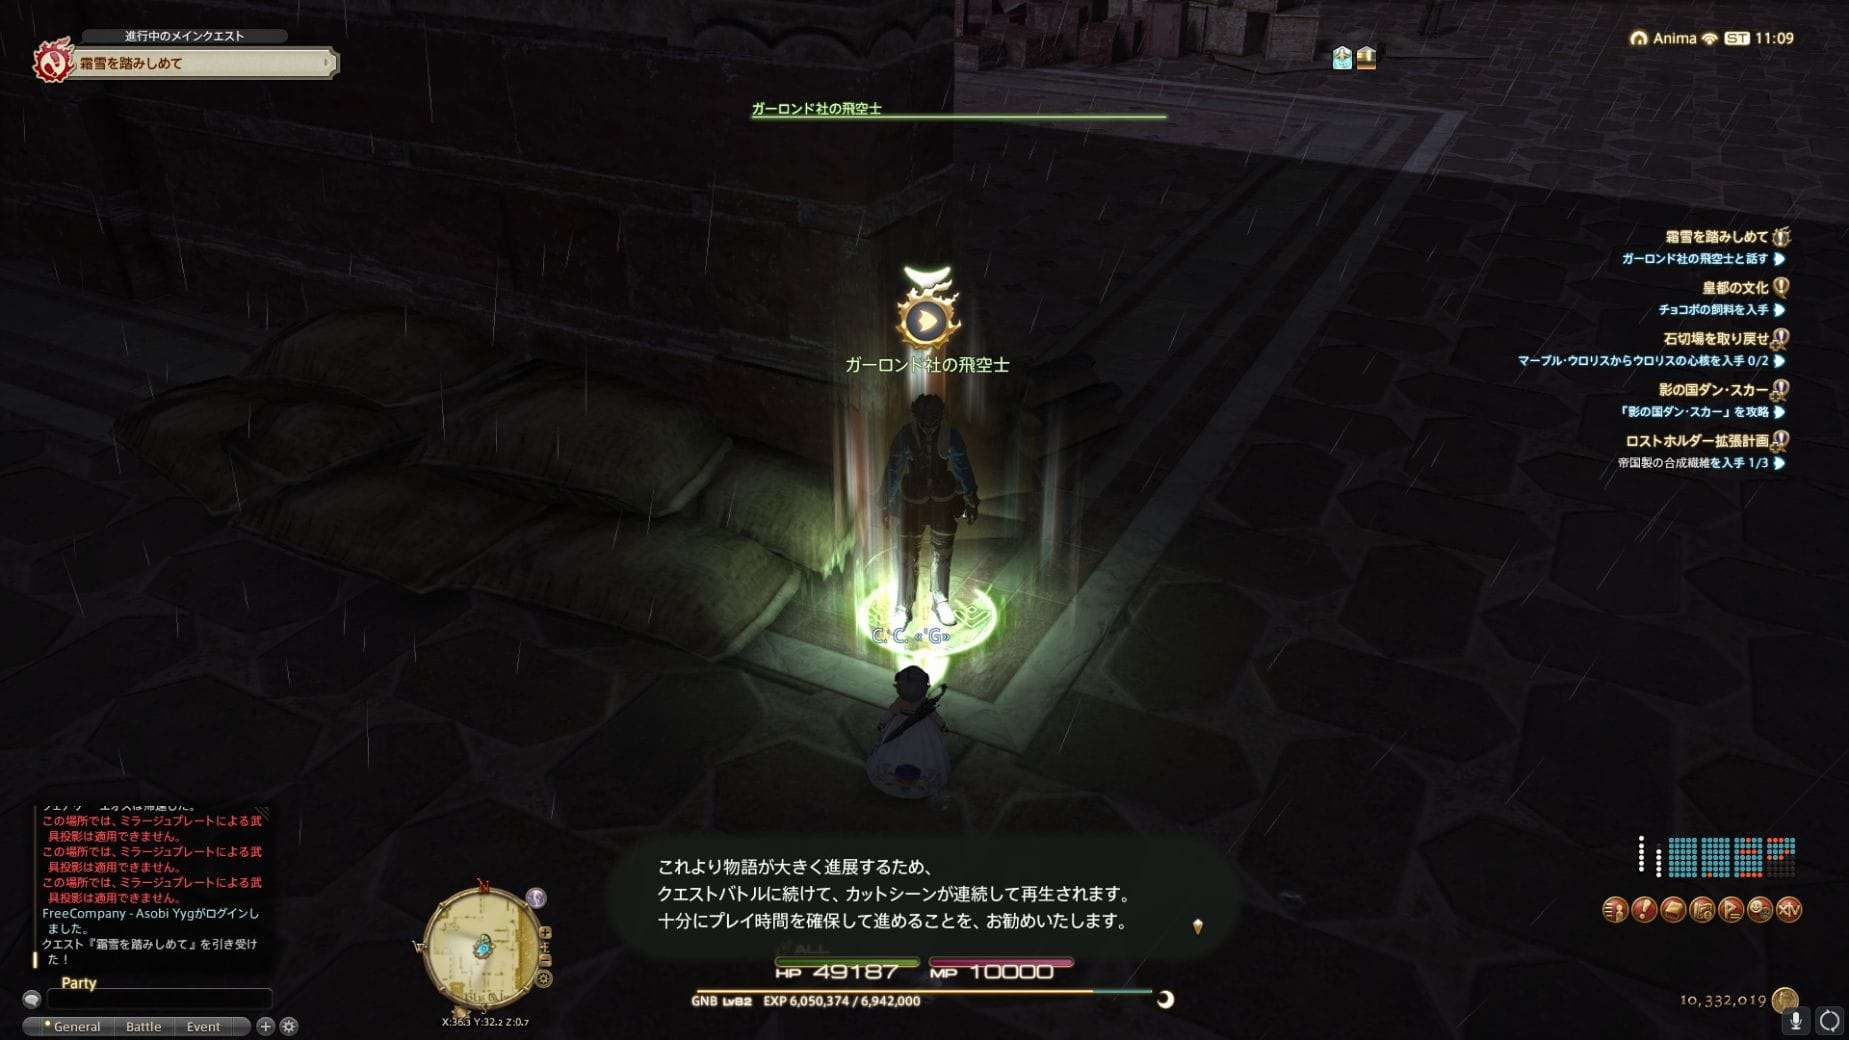 進行中のメインクエスト
霜雪を踏みしめて
Anima ST 11:09
ガーロンド社の飛空士
霜雪を踏みしめて
ガーロンド社の飛空士と話す
皇都の文化
チョコボの飼料を入手
石切場を取り戻せ
マーブル・ウロリスからウロリスの心核を入手 0/2
影の国ダン・スカー
「影の国ダン・スカー」を攻略
ロストホルダー拡張計画
帝国製の合成繊維を入手 1/3
ガーロンド社の飛空士
C. C. «'G»
この場所では、ミラージュプレートによる武
具投影は適用できません。
この場所では、ミラージュプレートによる武
具投影は適用できません。
この場所では、ミラージュプレートによる武
具投影は適用できません。
FreeCompany - Asobi Yygがログインし
ました。
クエスト『霜雪を踏みしめて』を引き受け
た！
Party
General Battle Event
N
W
X:36.3 Y:32.2 Z:0.7
これより物語が大きく進展するため、
クエストバトルに続けて、カットシーンが連続して再生されます。
十分にプレイ時間を確保して進めることを、お勧めいたします。
ALL
HP 49187 MP 10000
GNB Lv82 EXP 6,050,374 / 6,942,000
XIV
10,332,019